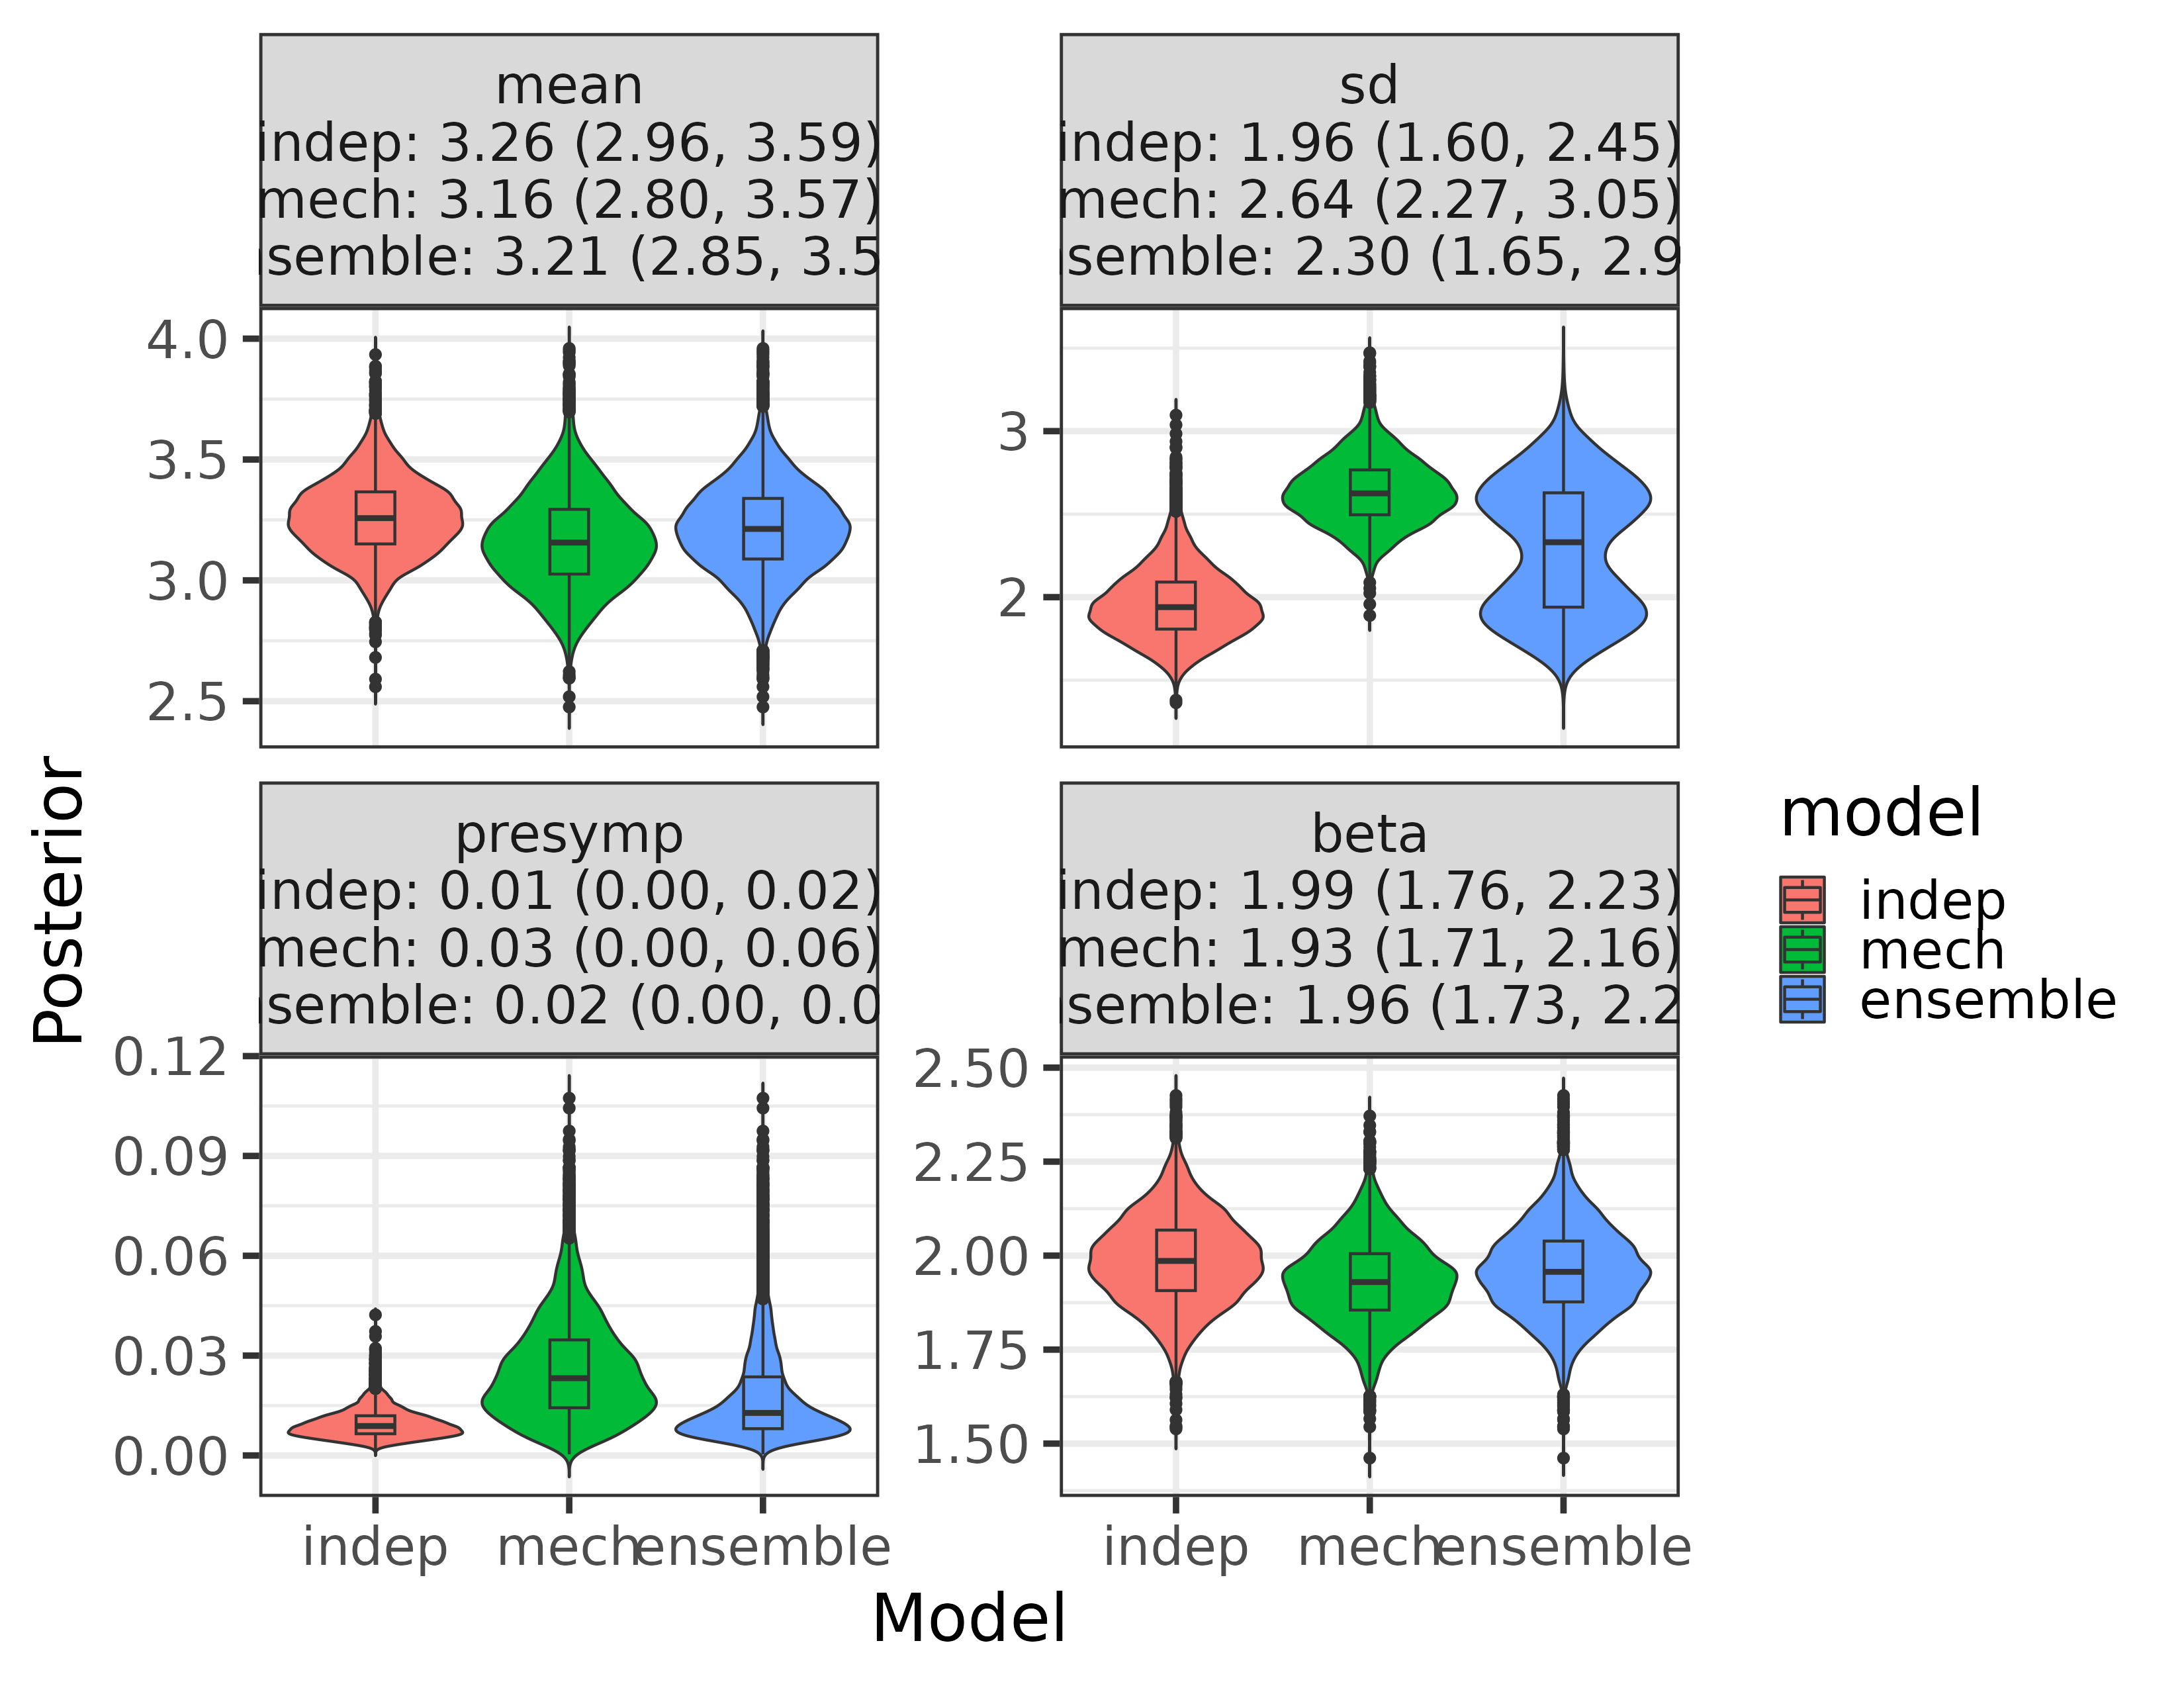 mean
indep: 3.26 (2.96, 3.59)
mech: 3.16 (2.80, 3.57)
semble: 3.21 (2.85, 3.5
4.0
3.5
3.0
2.5
sd
indep: 1.96 (1.60, 2.45)
mech: 2.64 (2.27, 3.05)
semble: 2.30 (1.65, 2.9
3
2
presymp
indep: 0.01 (0.00, 0.02)
mech: 0.03 (0.00, 0.06)
semble: 0.02 (0.00, 0.0
0.12
0.09
0.06
0.03
0.00
indep
mech
ensemble
beta
indep: 1.99 (1.76, 2.23)
mech: 1.93 (1.71, 2.16)
semble: 1.96 (1.73, 2.2
2.50
2.25
2.00
1.75
1.50
indep
mech
ensemble
Posterior
Model
model
indep
mech
ensemble